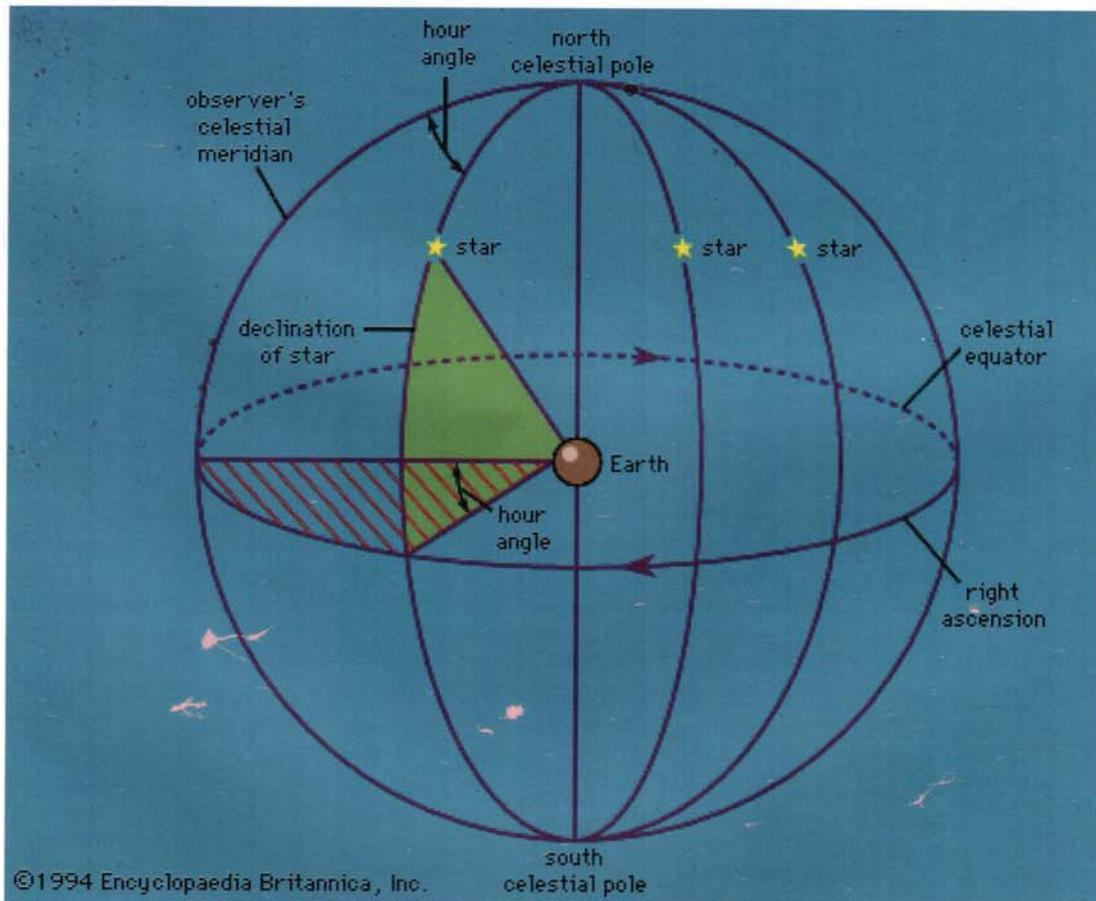 hour
angle
north
celestial pole
observer's
celestial
meridian
star
star
star
declination
of star
celestial
equator
Earth
hour
angle
right
ascension
south
celestial pole
©1994 Encyclopaedia Britannica, Inc.